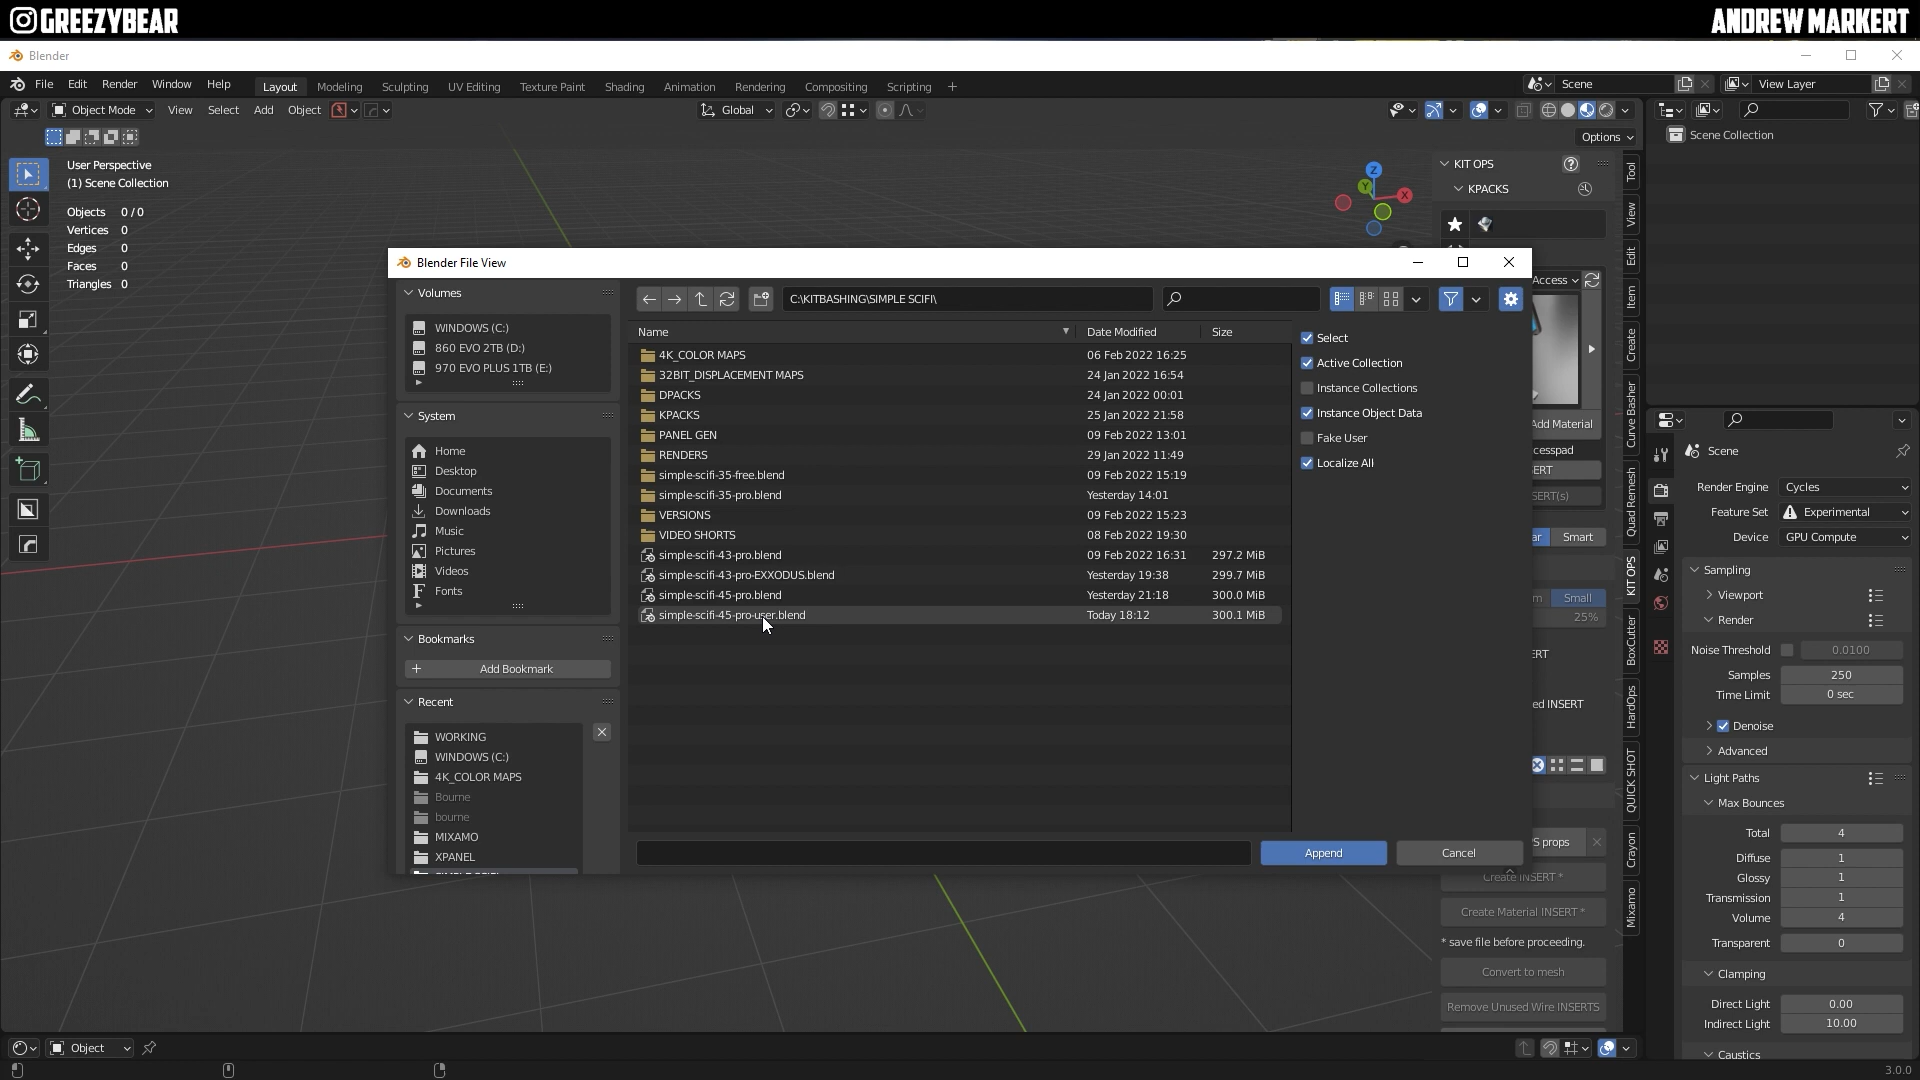 GREEZYBEAR
ANDREW MARKERT
Blender
File Edit Render Window Help
Layout Modeling Sculpting UV Editing Texture Paint Shading Animation Rendering Compositing Scripting +
Scene
View Layer
Object Mode View Select Add Object
Global
Options
Scene Collection
User Perspective
(1) Scene Collection
Objects 0 / 0
Vertices 0
Edges 0
Faces 0
Triangles 0
Z
Y
X
KIT OPS
KPACKS
Access
Add Material
cesspad
ERT
ERT(s)
ar Smart
m Small
25%
ERT
ed INSERT
S props
Create INSERT *
Create Material INSERT *
* save file before proceeding.
Convert to mesh
Remove Unused Wire INSERTS
Tool
View
Edit
Item
Create
Curve Basher
Quad Remesh
KIT OPS
BoxCutter
HardOps
QUICK SHOT
Crayon
Mixamo
Blender File View
Volumes
WINDOWS (C:)
860 EVO 2TB (D:)
970 EVO PLUS 1TB (E:)
System
Home
Desktop
Documents
Downloads
Music
Pictures
Videos
Fonts
Bookmarks
+ Add Bookmark
Recent
WORKING
WINDOWS (C:)
4K_COLOR MAPS
Bourne
bourne
MIXAMO
XPANEL
C:\KITBASHING\SIMPLE SCIFI\
Name Date Modified Size
4K_COLOR MAPS 06 Feb 2022 16:25
32BIT_DISPLACEMENT MAPS 24 Jan 2022 16:54
DPACKS 24 Jan 2022 00:01
KPACKS 25 Jan 2022 21:58
PANEL GEN 09 Feb 2022 13:01
RENDERS 29 Jan 2022 11:49
simple-scifi-35-free.blend 09 Feb 2022 15:19
simple-scifi-35-pro.blend Yesterday 14:01
VERSIONS 09 Feb 2022 15:23
VIDEO SHORTS 08 Feb 2022 19:30
simple-scifi-43-pro.blend 09 Feb 2022 16:31 297.2 MiB
simple-scifi-43-pro-EXXODUS.blend Yesterday 19:38 299.7 MiB
simple-scifi-45-pro.blend Yesterday 21:18 300.0 MiB
simple-scifi-45-pro-user.blend Today 18:12 300.1 MiB
Select
Active Collection
Instance Collections
Instance Object Data
Fake User
Localize All
Append
Cancel
Scene
Render Engine Cycles
Feature Set Experimental
Device GPU Compute
Sampling
Viewport
Render
Noise Threshold 0.0100
Samples 250
Time Limit 0 sec
Denoise
Advanced
Light Paths
Max Bounces
Total 4
Diffuse 1
Glossy 1
Transmission 1
Volume 4
Transparent 0
Clamping
Direct Light 0.00
Indirect Light 10.00
Caustics
Object
3.0.0